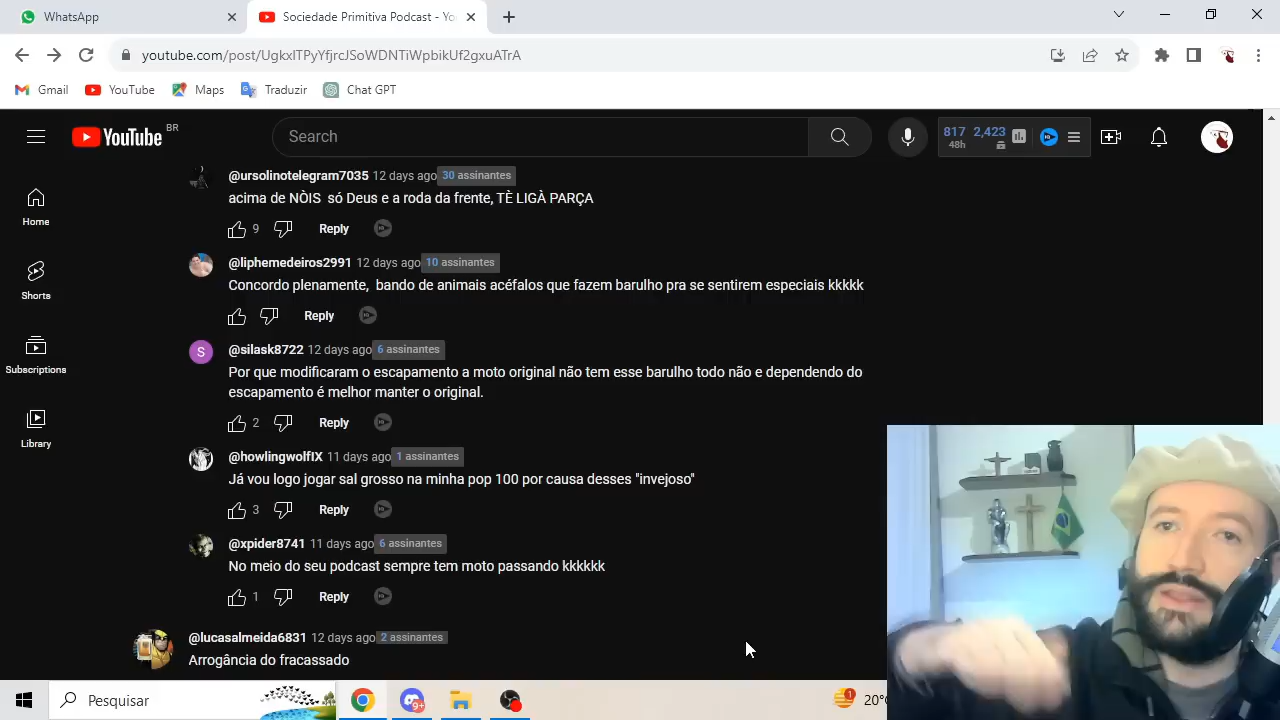 WhatsApp
Sociedade Primitiva Podcast - Yo
youtube.com/post/UgkxITPyYfjrcJSoWDNTiWpbikUf2gxuATrA
Gmail
YouTube
Maps
Traduzir
Chat GPT
YouTube BR
Search
817 2,423
48h
Home
Shorts
Subscriptions
Library
@ursolinotelegram7035 12 days ago 30 assinantes
acima de NÒIS só Deus e a roda da frente, TÈ LIGÀ PARÇA
9 Reply
@liphemedeiros2991 12 days ago 10 assinantes
Concordo plenamente, bando de animais acéfalos que fazem barulho pra se sentirem especiais kkkkk
Reply
S
@silask8722 12 days ago 6 assinantes
Por que modificaram o escapamento a moto original não tem esse barulho todo não e dependendo do
escapamento é melhor manter o original.
2 Reply
@howlingwolfIX 11 days ago 1 assinantes
Já vou logo jogar sal grosso na minha pop 100 por causa desses "invejoso"
3 Reply
@xpider8741 11 days ago 6 assinantes
No meio do seu podcast sempre tem moto passando kkkkkk
1 Reply
@lucasalmeida6831 12 days ago 2 assinantes
Arrogância do fracassado
Pesquisar
9+
1
20°